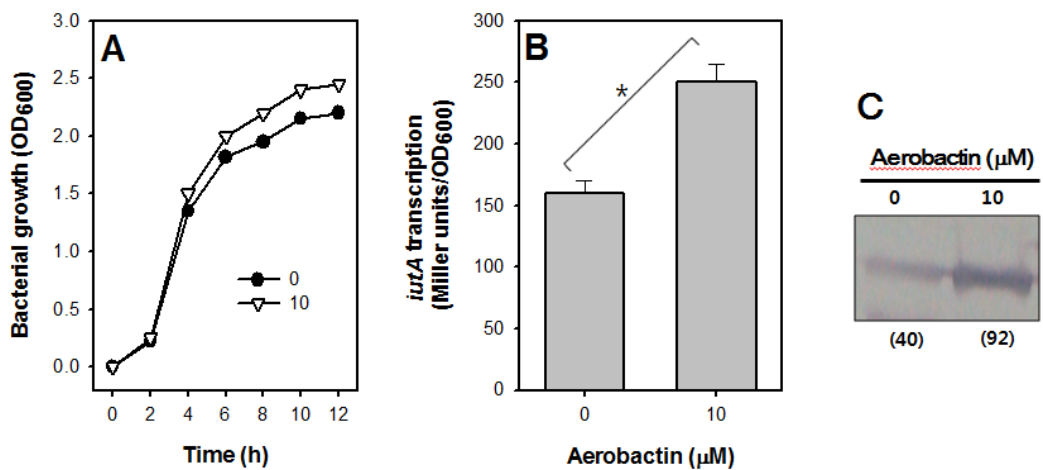 A
Bacterial growth (OD600)
3.0
2.5
2.0
1.5
1.0
0.5
0.0
0
10
0 2 4 6 8 10 12
Time (h)
B
iutA transcription
(Miller units/OD600)
300
250
200
150
100
50
0
*
0 10
Aerobactin (μM)
C
Aerobactin (μM)
0 10
(40) (92)